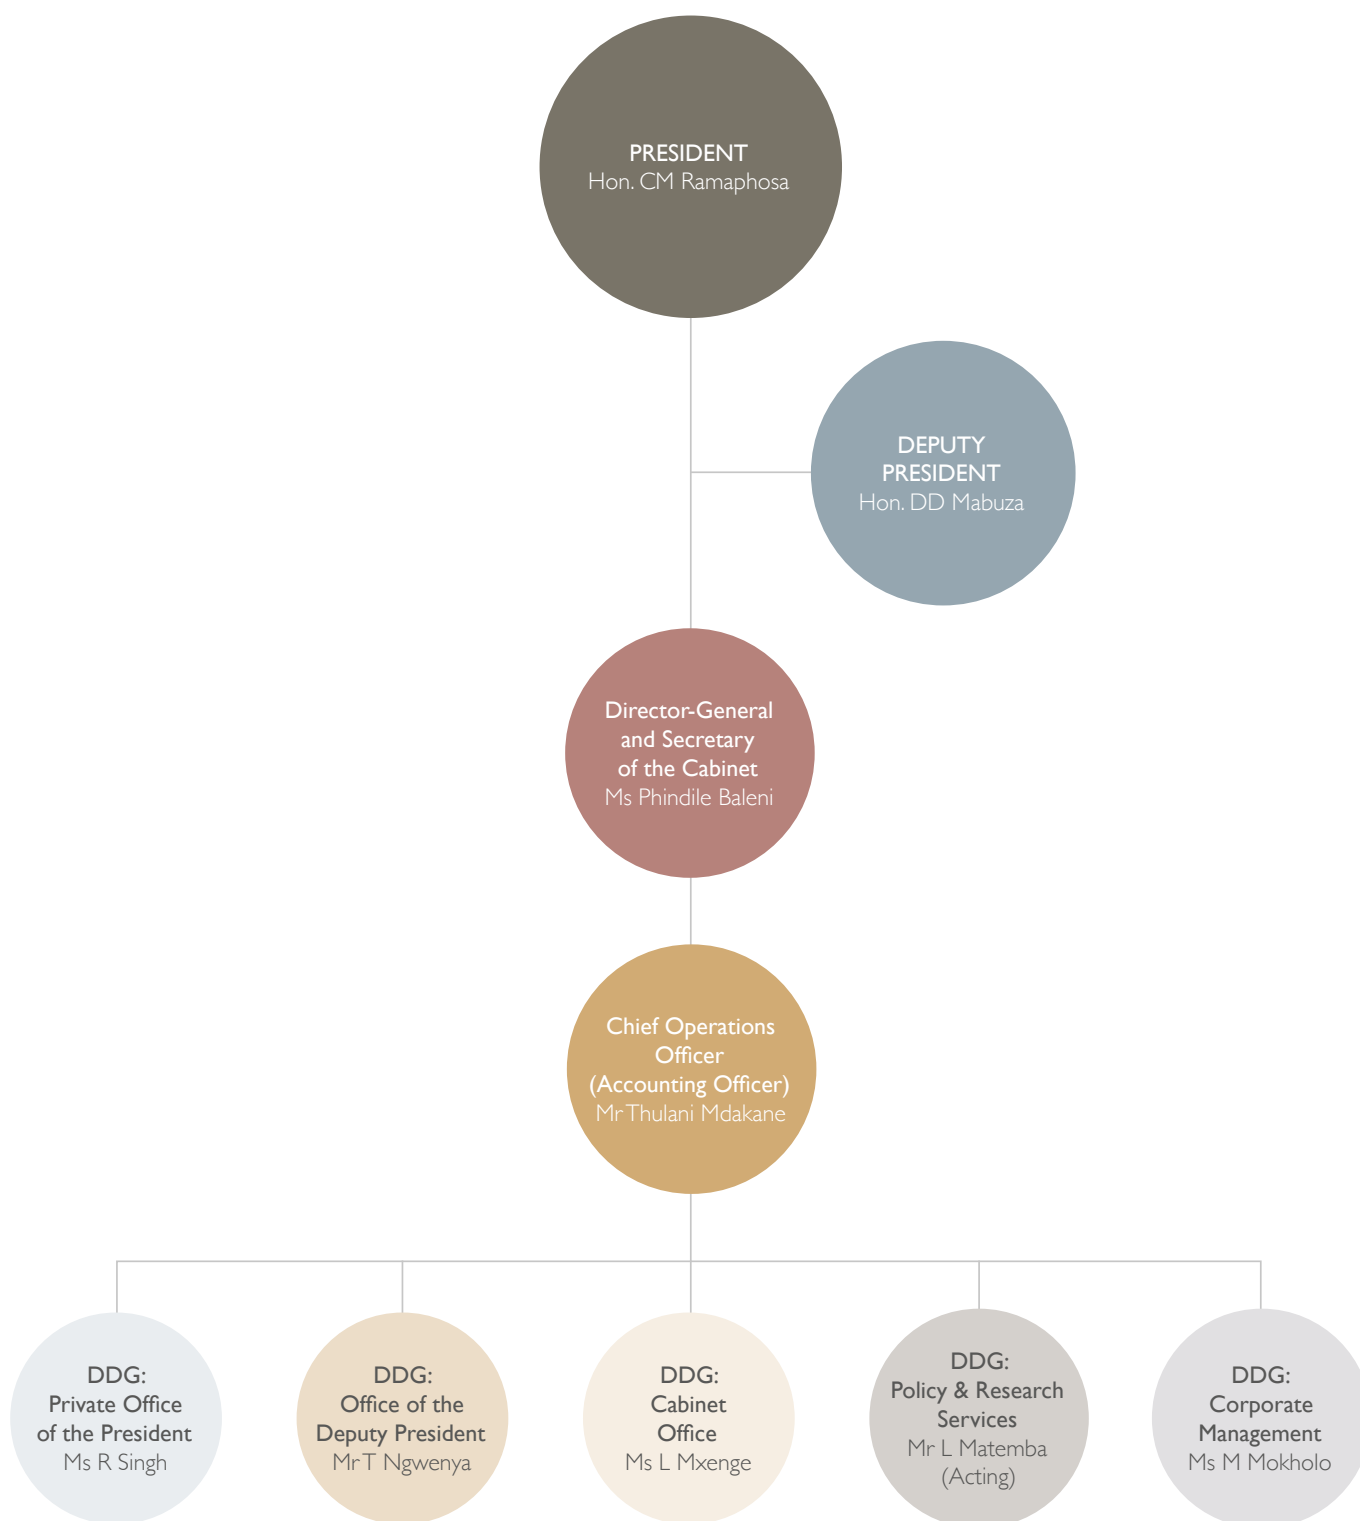 PRESIDENT
Hon. CM Ramaphosa
DEPUTY
PRESIDENT
Hon. DD Mabuza
Director-General
and Secretary
of the Cabinet
Ms Phindile Baleni
Chief Operations
Officer
(Accounting Officer)
Mr Thulani Mdakane
DDG:
Private Office
of the President
Ms R Singh
DDG:
Office of the
Deputy President
Mr T Ngwenya
DDG:
Cabinet
Office
Ms L Mxenge
DDG:
Policy & Research
Services
Mr L Matemba
(Acting)
DDG:
Corporate
Management
Ms M Mokholo